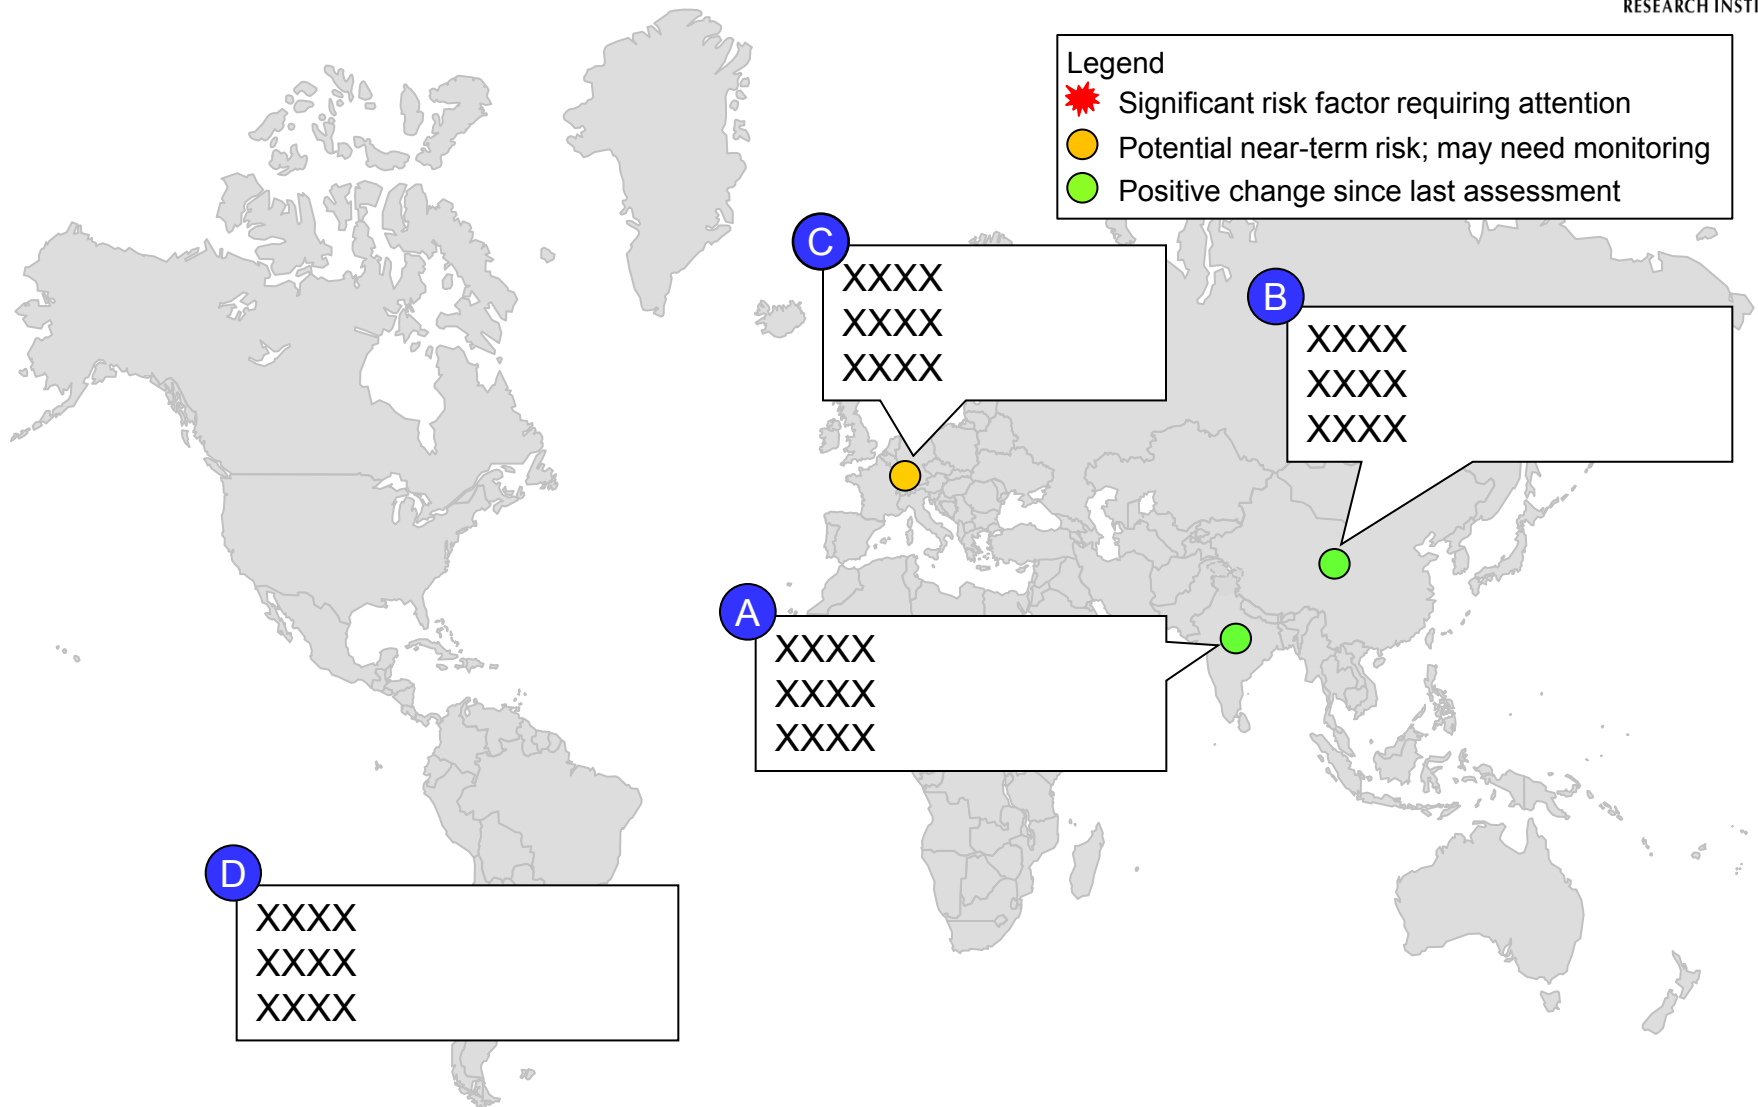 RESEARCH INSTI
Legend
Significant risk factor requiring attention
Potential near-term risk; may need monitoring
Positive change since last assessment
C
XXXX
XXXX
XXXX
B
XXXX
XXXX
XXXX
A
XXXX
XXXX
XXXX
D
XXXX
XXXX
XXXX